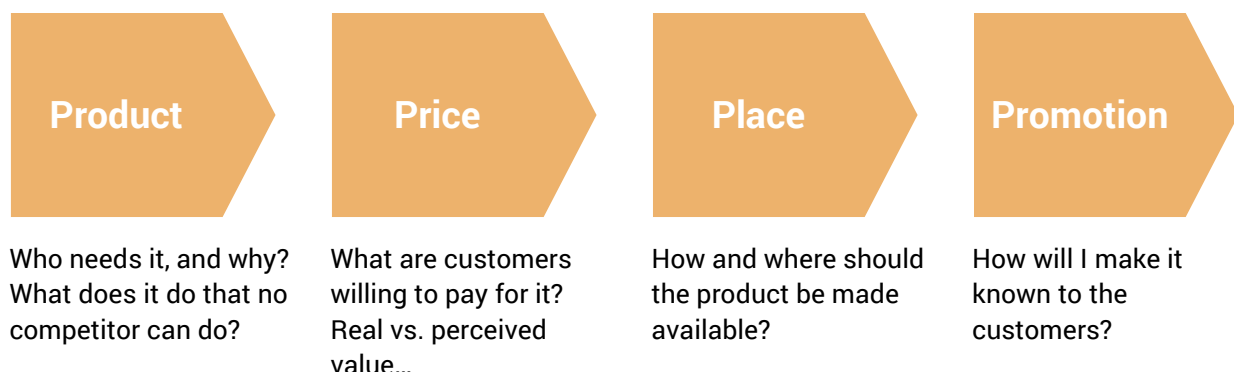 Product
Who needs it, and why?
What does it do that no
competitor can do?
Price
What are customers
willing to pay for it?
Real vs. perceived
value...
Place
How and where should
the product be made
available?
Promotion
How will I make it
known to the
customers?